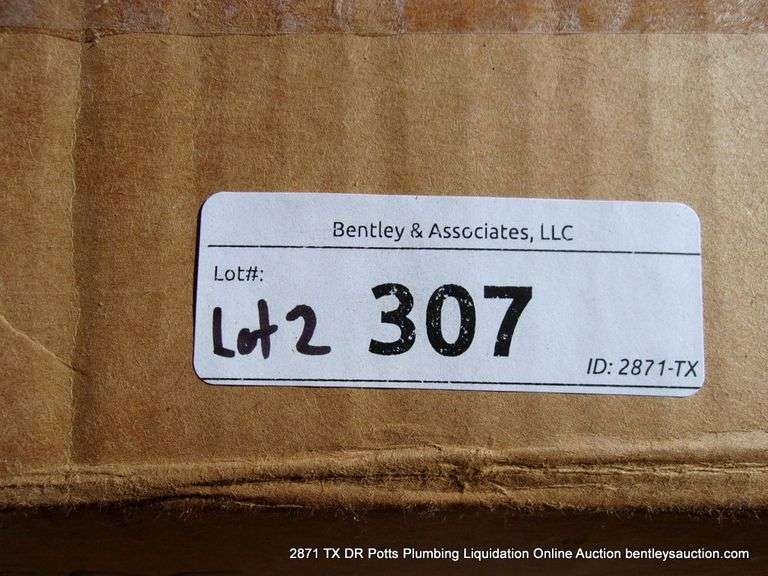 Bentley & Associates, LLC
Lot#:
Lot 2 307
ID: 2871-TX
2871 TX DR Potts Plumbing Liquidation Online Auction bentleysauction.com